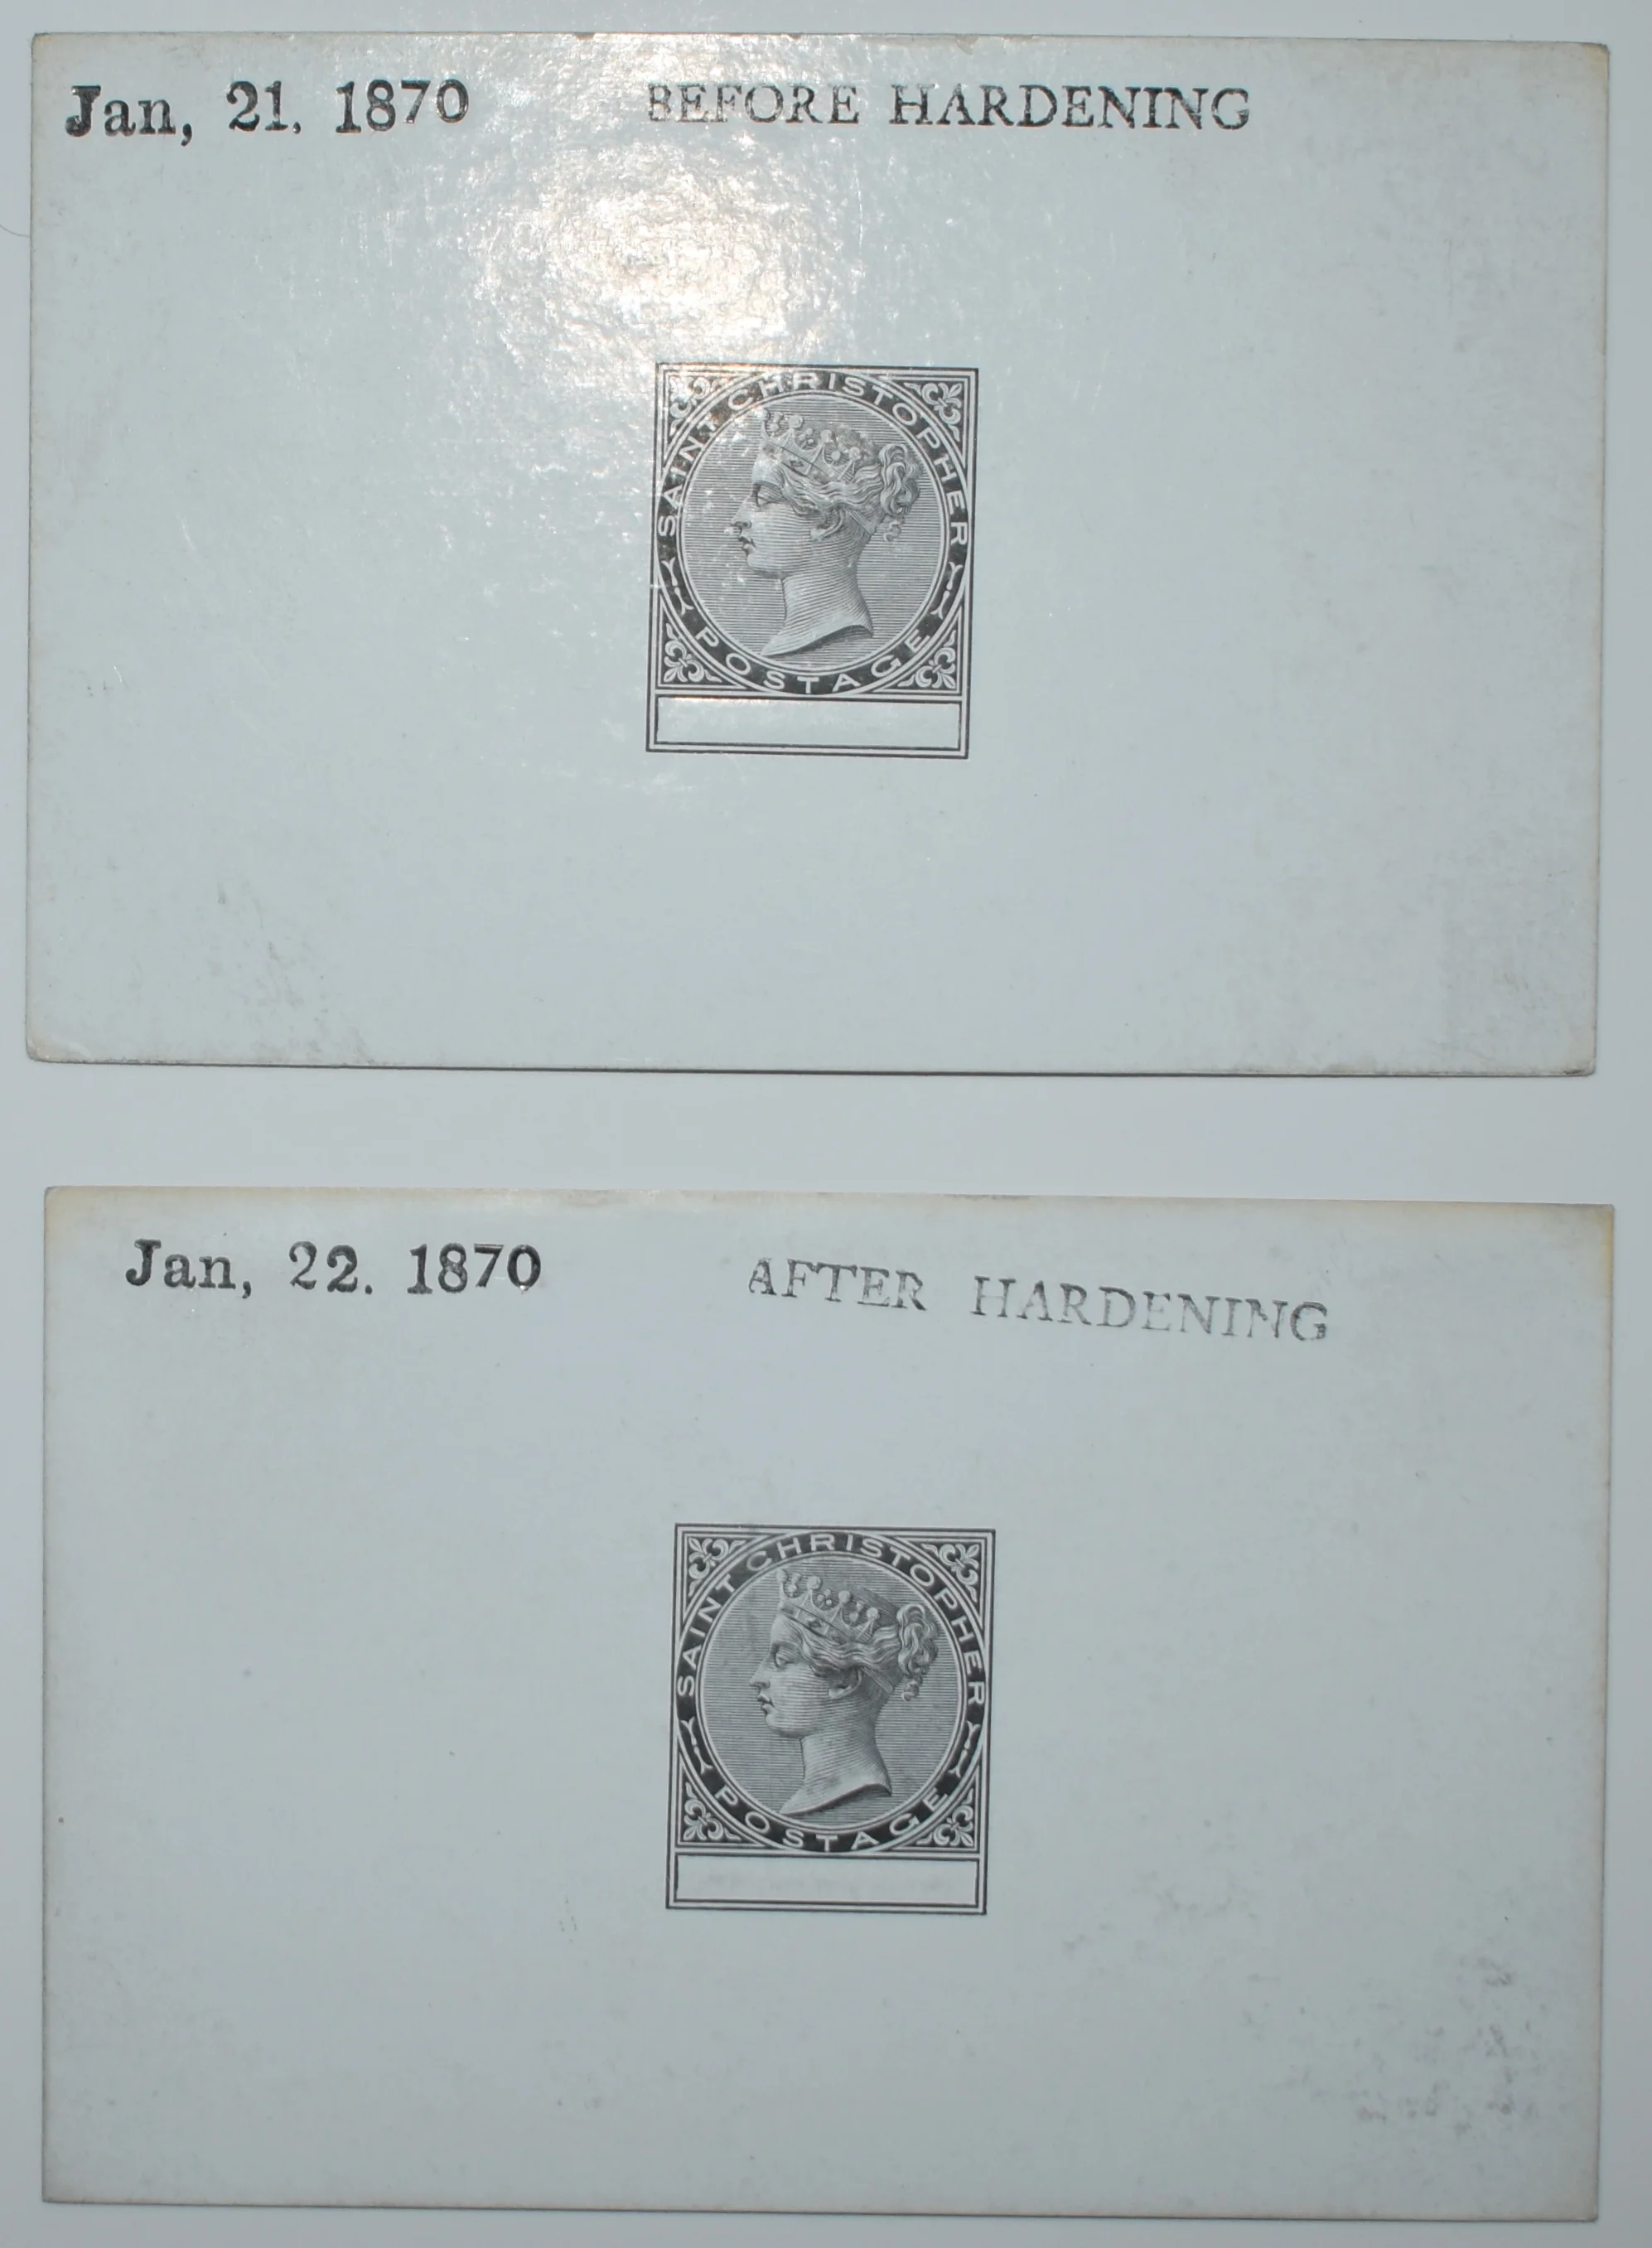 Jan, 21. 1870 BEFORE HARDENING
SAINT CHRISTOPHER
POSTAGE
Jan, 22. 1870 AFTER HARDENING
SAINT CHRISTOPHER
POSTAGE